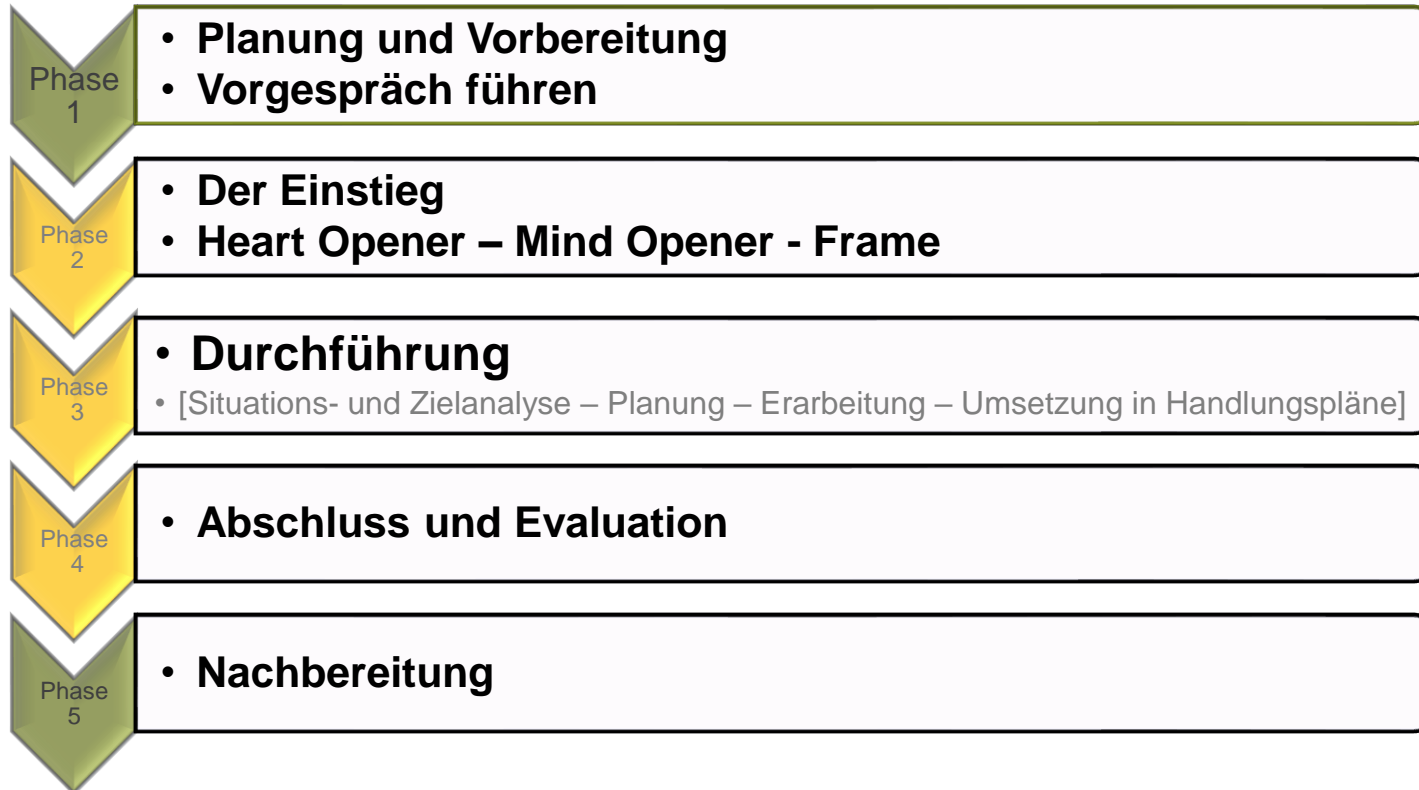 Phase
1
• Planung und Vorbereitung
• Vorgespräch führen
Phase
2
• Der Einstieg
• Heart Opener – Mind Opener - Frame
Phase
3
• Durchführung
• [Situations- und Zielanalyse – Planung – Erarbeitung – Umsetzung in Handlungspläne]
Phase
4
• Abschluss und Evaluation
Phase
5
• Nachbereitung